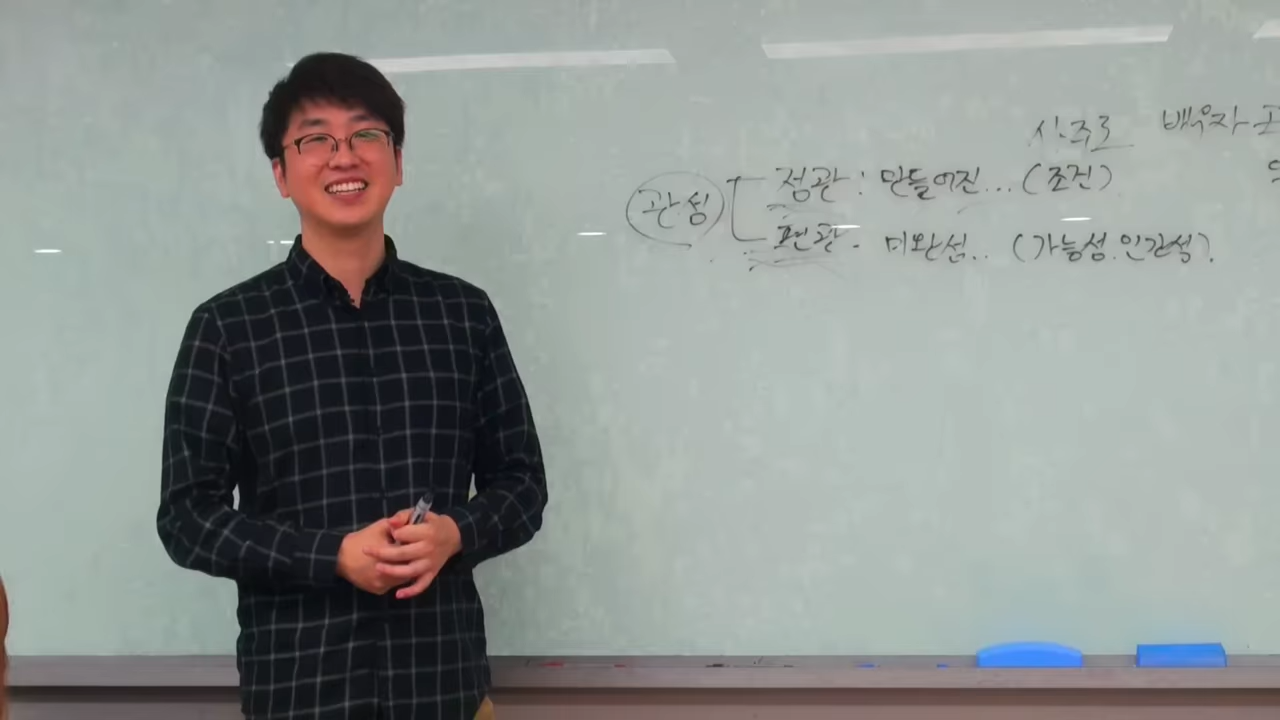 사주로 배우자
관성 정관 : 만들어진... (조건)
편관. 미완성.. (가능성.인간성)